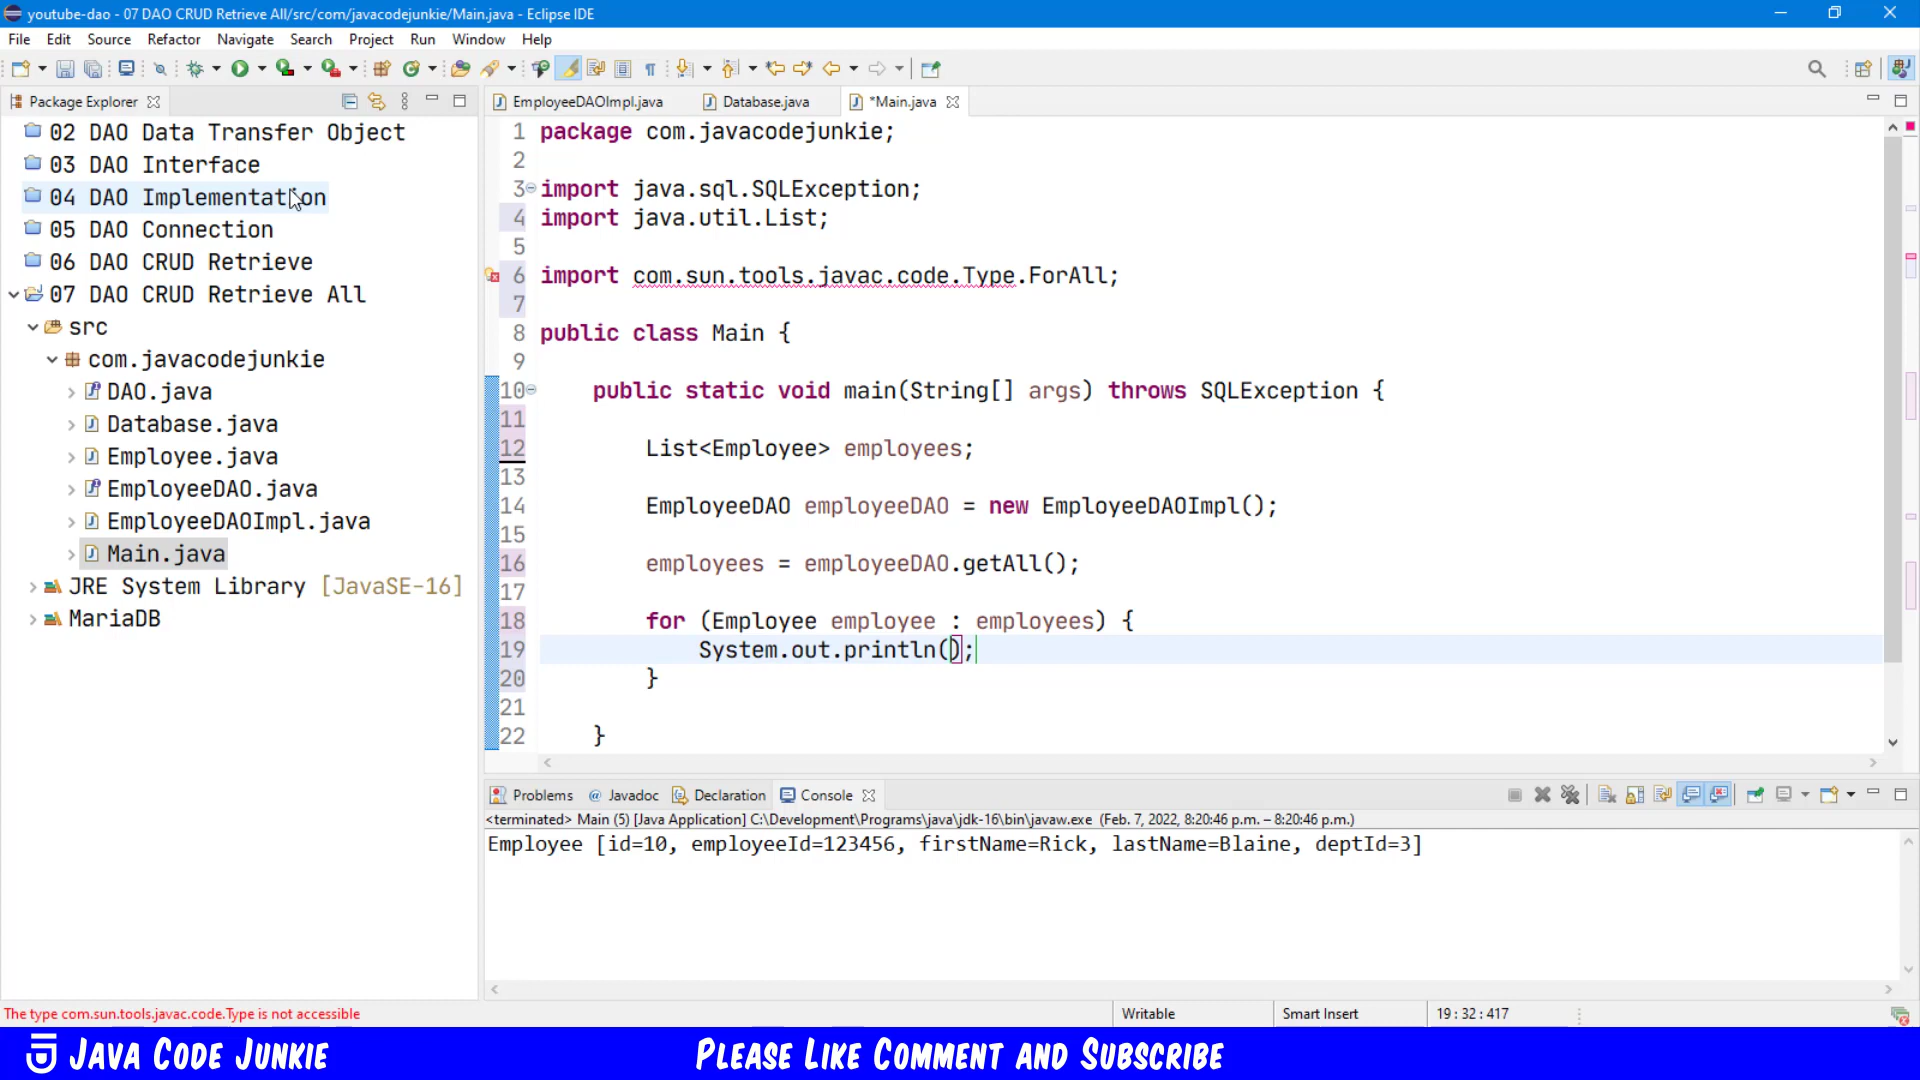 youtube-dao - 07 DAO CRUD Retrieve All/src/com/javacodejunkie/Main.java - Eclipse IDE
File Edit Source Refactor Navigate Search Project Run Window Help
Package Explorer
02 DAO Data Transfer Object
03 DAO Interface
04 DAO Implementation
05 DAO Connection
06 DAO CRUD Retrieve
07 DAO CRUD Retrieve All
src
com.javacodejunkie
DAO.java
Database.java
Employee.java
EmployeeDAO.java
EmployeeDAOImpl.java
Main.java
JRE System Library [JavaSE-16]
MariaDB
EmployeeDAOImpl.java Database.java *Main.java
1 package com.javacodejunkie;
2
3 import java.sql.SQLException;
4 import java.util.List;
5
6 import com.sun.tools.javac.code.Type.ForAll;
7
8 public class Main {
9
10 public static void main(String[] args) throws SQLException {
11
12 List<Employee> employees;
13
14 EmployeeDAO employeeDAO = new EmployeeDAOImpl();
15
16 employees = employeeDAO.getAll();
17
18 for (Employee employee : employees) {
19 System.out.println();
20 }
21
22 }
Problems @ Javadoc Declaration Console
<terminated> Main (5) [Java Application] C:\Development\Programs\java\jdk-16\bin\javaw.exe (Feb. 7, 2022, 8:20:46 p.m. – 8:20:46 p.m.)
Employee [id=10, employeeId=123456, firstName=Rick, lastName=Blaine, deptId=3]
The type com.sun.tools.javac.code.Type is not accessible
Writable Smart Insert 19 : 32 : 417
Java Code Junkie Please Like Comment and Subscribe